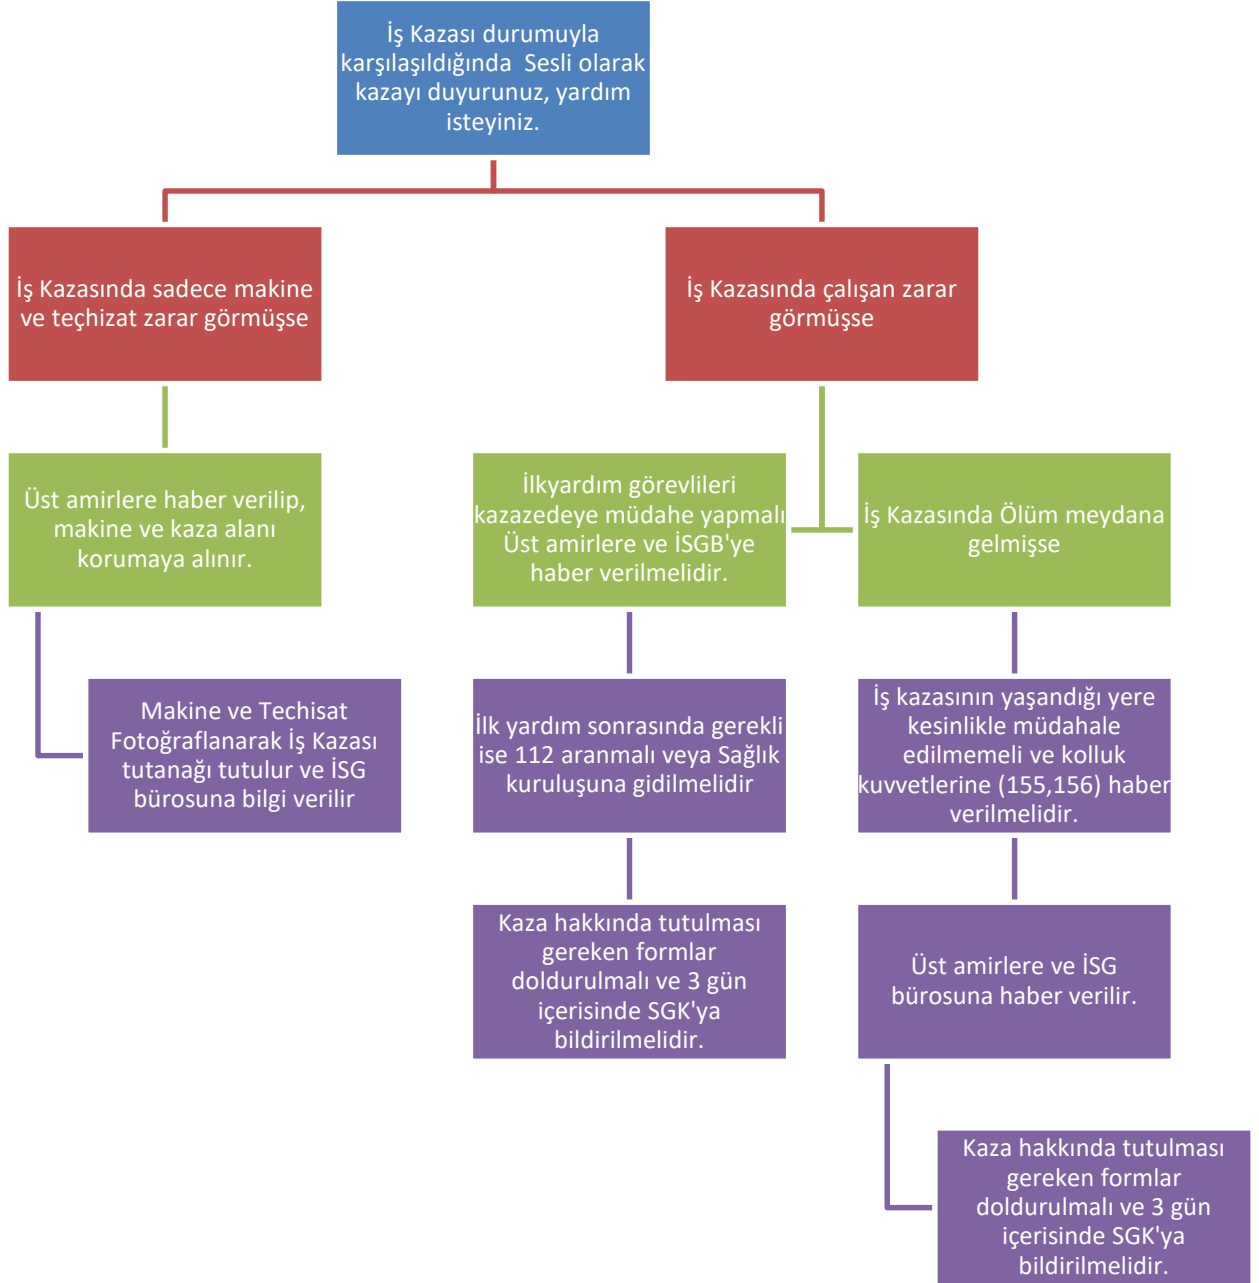 İş Kazası durumuyla
karşılaşıldığında  Sesli olarak
kazayı duyurunuz, yardım
isteyiniz.
İş Kazasında sadece makine
ve teçhizat zarar görmüşse
İş Kazasında çalışan zarar
görmüşse
Üst amirlere haber verilip,
makine ve kaza alanı
korumaya alınır.
İlkyardım görevlileri
kazazedeye müdahe yapmalı
Üst amirlere ve İSGB'ye
haber verilmelidir.
İş Kazasında Ölüm meydana
gelmişse
Makine ve Techisat
Fotoğraflanarak İş Kazası
tutanağı tutulur ve İSG
bürosuna bilgi verilir
İlk yardım sonrasında gerekli
ise 112 aranmalı veya Sağlık
kuruluşuna gidilmelidir
İş kazasının yaşandığı yere
kesinlikle müdahale
edilmemeli ve kolluk
kuvvetlerine (155,156) haber
verilmelidir.
Kaza hakkında tutulması
gereken formlar
doldurulmalı ve 3 gün
içerisinde SGK'ya
bildirilmelidir.
Üst amirlere ve İSG
bürosuna haber verilir.
Kaza hakkında tutulması
gereken formlar
doldurulmalı ve 3 gün
içerisinde SGK'ya
bildirilmelidir.